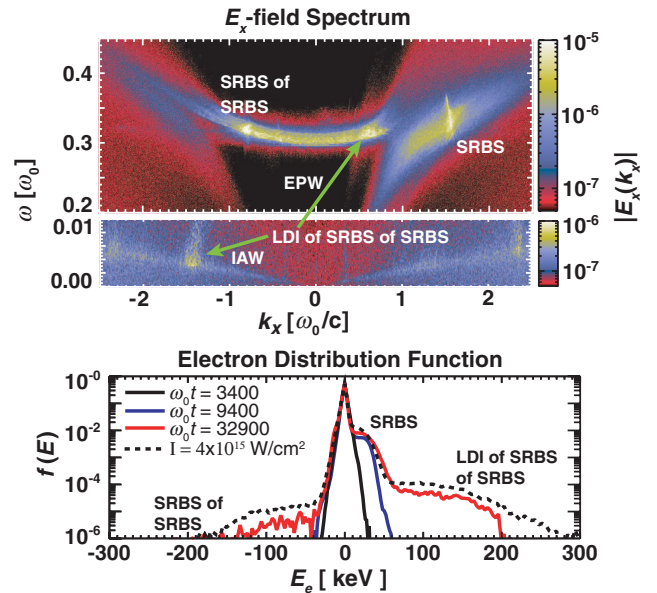 Eₓ-field Spectrum
SRBS of
SRBS
SRBS
EPW
LDI of SRBS of SRBS
IAW
ω [ω₀]
0.4
0.3
0.2
0.01
0.00
-2
-1
0
1
2
kₓ [ω₀/c]
10⁻⁵
10⁻⁶
10⁻⁷
10⁻⁶
10⁻⁷
|Eₓ(kₓ)|
Electron Distribution Function
ω₀t = 3400
ω₀t = 9400
ω₀t = 32900
I = 4x10¹⁵ W/cm²
SRBS
LDI of SRBS
of SRBS
SRBS of
SRBS
f (E)
10⁻⁰
10⁻²
10⁻⁴
10⁻⁶
-300
-200
-100
0
100
200
300
Eₑ [ keV]